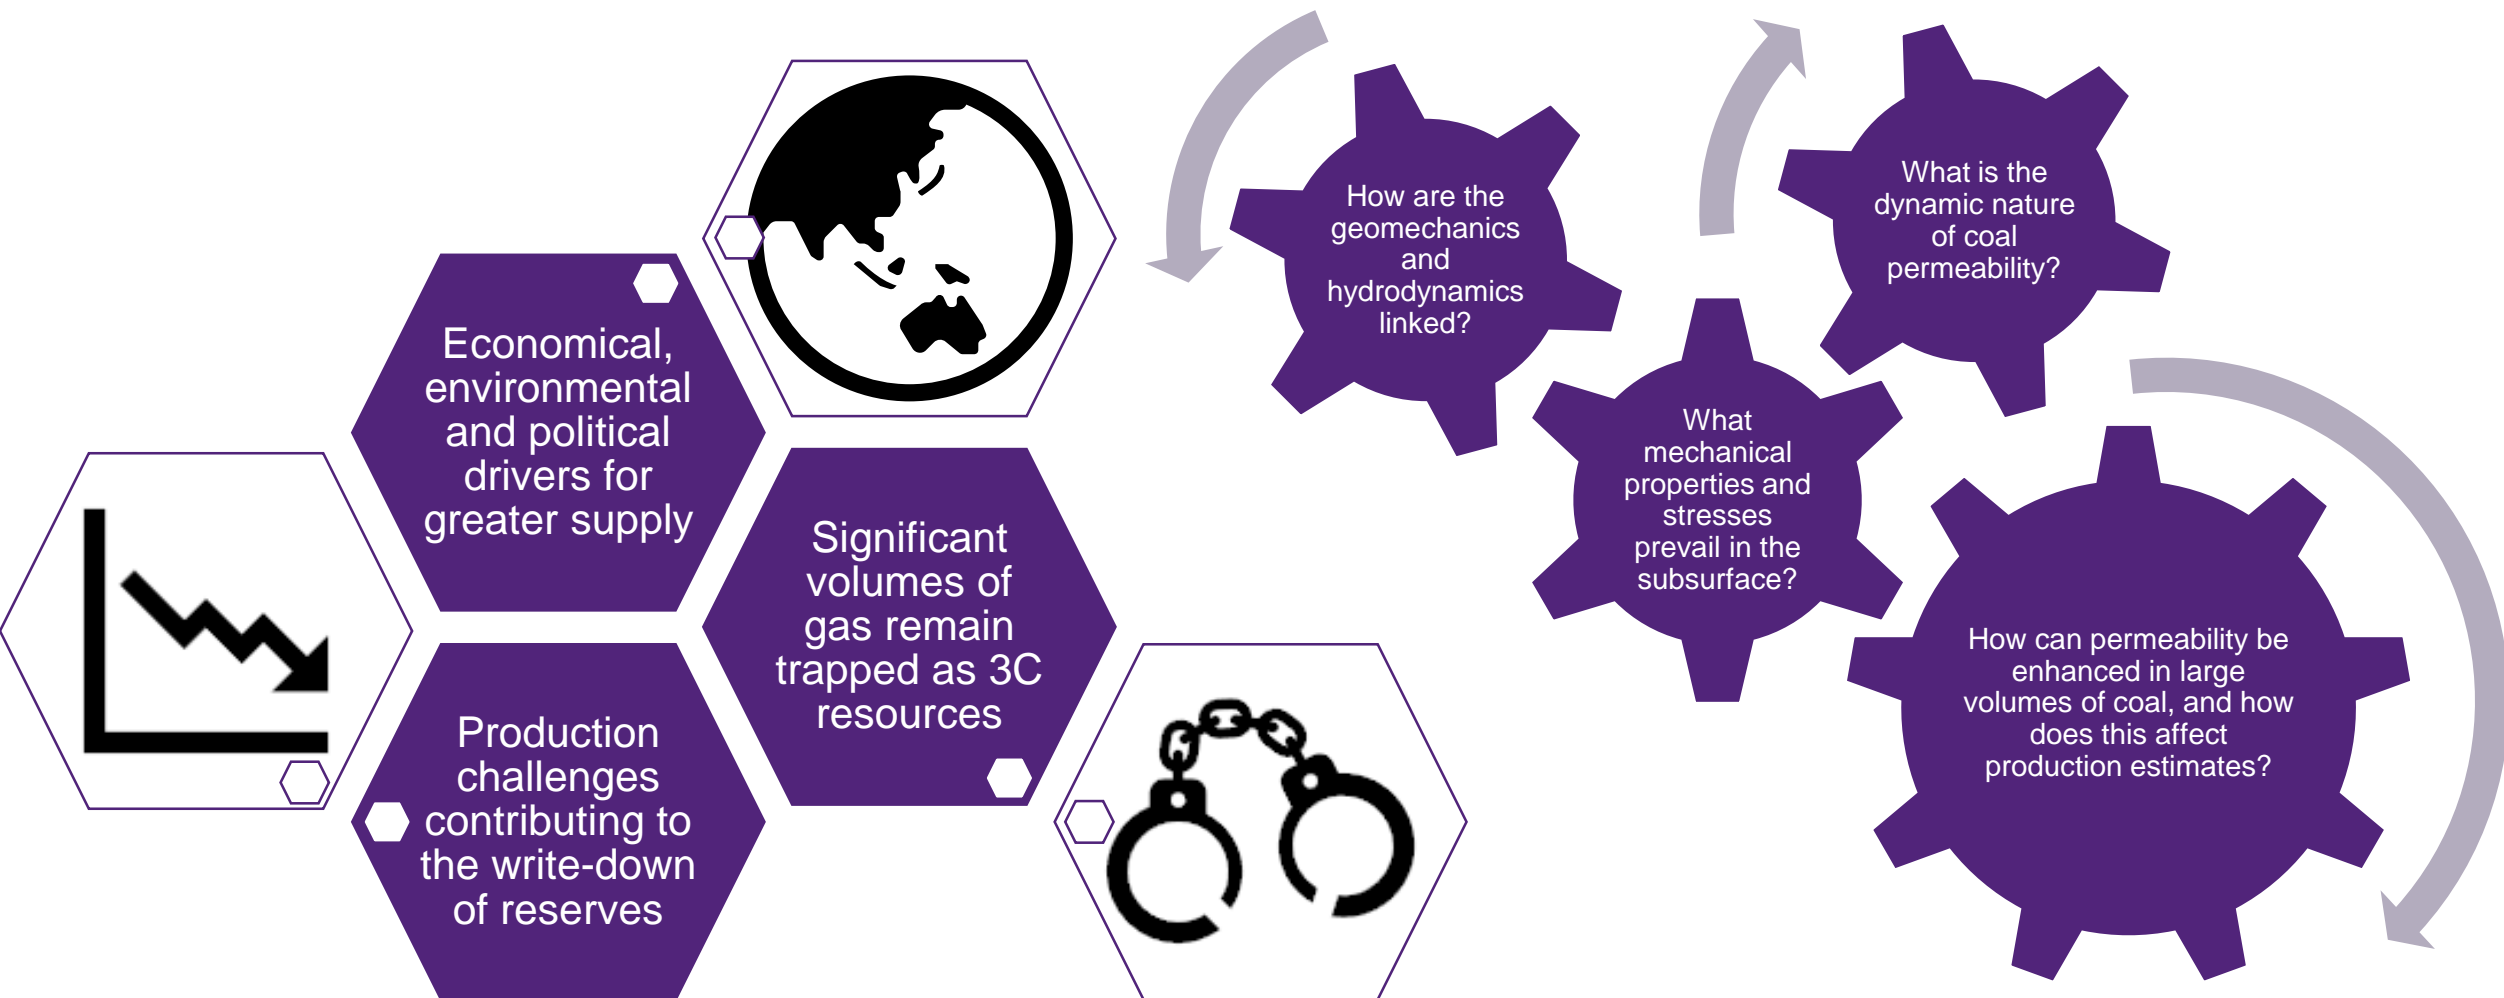 Economical,
environmental
and political
drivers for
greater supply
Significant
volumes of
gas remain
trapped as 3C
resources
Production
challenges
contributing to
the write-down
of reserves
How are the
geomechanics
and
hydrodynamics
linked?
What is the
dynamic nature
of coal
permeability?
What
mechanical
properties and
stresses
prevail in the
subsurface?
How can permeability be
enhanced in large
volumes of coal, and how
does this affect
production estimates?